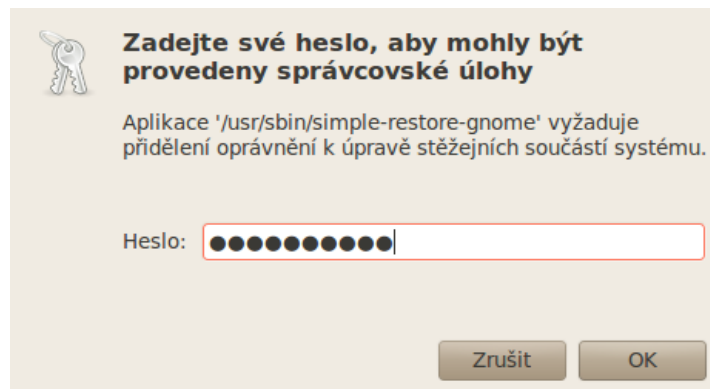 Zadejte své heslo, aby mohly být
provedeny správcovské úlohy
Aplikace '/usr/sbin/simple-restore-gnome' vyžaduje
přidělení oprávnění k úpravě stěžejních součástí systému.
Heslo: ●●●●●●●●●●
Zrušit OK